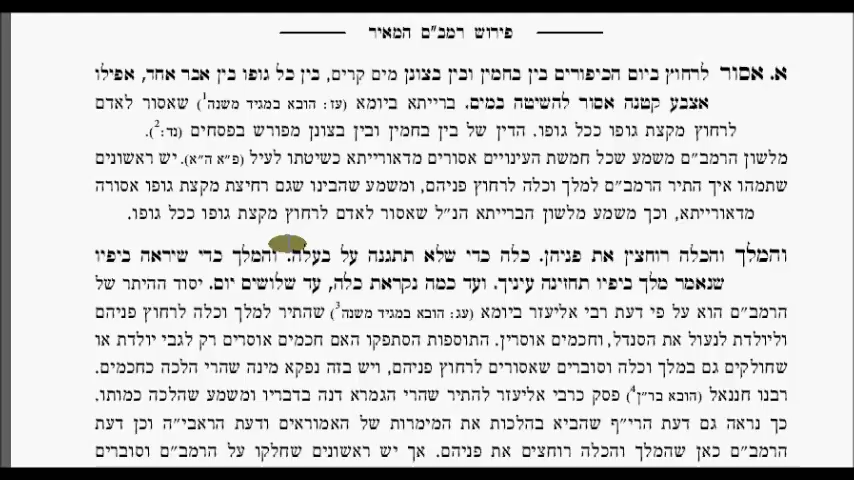 פירוש רמב"ם המאיר
א. אסור לרחוץ ביום הכיפורים בין בחמין ובין בצונן מים קרים, בין כל גופו בין אבר אחד, אפילו
אצבע קטנה אסור להשיטה במים. ברייתא ביומא (עז: הובא במגיד משנה1) שאסור לאדם
לרחוץ מקצת גופו ככל גופו. הדין של בין בחמין ובין בצונן מפורש בפסחים (נד:2).
מלשון הרמב"ם משמע שכל חמשת העינויים אסורים מדאורייתא כשיטתו לעיל (פ"א ה"א). יש ראשונים
שתמהו איך התיר הרמב"ם למלך וכלה לרחוץ פניהם, ומשמע שהבינו שגם רחיצת מקצת גופו אסורה
מדאורייתא, וכך משמע מלשון הברייתא הנ"ל שאסור לאדם לרחוץ מקצת גופו ככל גופו.
והמלך והכלה רוחצין את פניהן. כלה כדי שלא תתגנה על בעלה. והמלך כדי שיראה ביפיו
שנאמר מלך ביפיו תחזינה עיניך. ועד כמה נקראת כלה, עד שלושים יום. יסוד ההיתר של
הרמב"ם הוא על פי דעת רבי אליעזר ביומא (עג: הובא במגיד משנה3) שהתיר למלך וכלה לרחוץ פניהם
וליולדת לנעול את הסנדל, וחכמים אוסרין. התוספות הסתפקו האם חכמים אוסרים רק לגבי יולדת או
שחולקים גם במלך וכלה וסוברים שאסורים לרחוץ פניהם, ויש בזה נפקא מינה שהרי הלכה כחכמים.
רבנו חננאל (הובא בר"ן4) פסק כרבי אליעזר להתיר שהרי הגמרא דנה בדבריו ומשמע שהלכה כמותו.
כך נראה גם דעת הרי"ף שהביא בהלכות את המימרות של האמוראים ודעת הראבי"ה וכן דעת
הרמב"ם כאן שהמלך והכלה רוחצים את פניהם. אך יש ראשונים שחלקו על הרמב"ם וסוברים